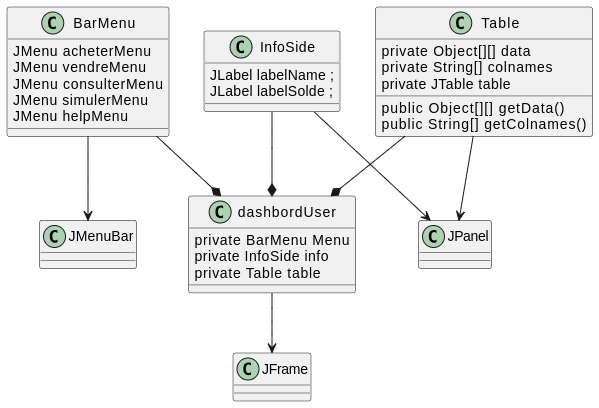 C BarMenu
JMenu acheterMenu
JMenu vendreMenu
JMenu consulterMenu
JMenu simulerMenu
JMenu helpMenu
C InfoSide
JLabel labelName ;
JLabel labelSolde ;
C Table
private Object[][] data
private String[] colnames
private JTable table
public Object[][] getData()
public String[] getColnames()
C JMenuBar
C dashbordUser
private BarMenu Menu
private InfoSide info
private Table table
C JPanel
C JFrame